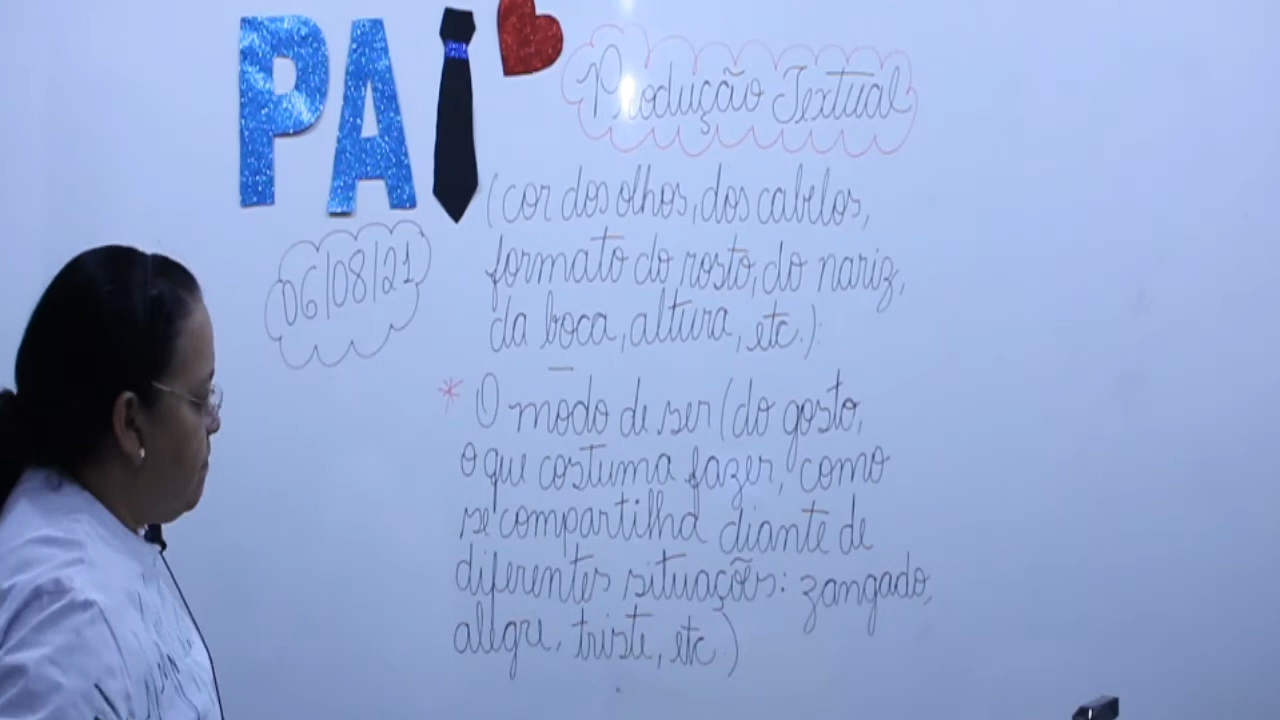 PAI
Produção Textual
06/08/21
(cor dos olhos, dos cabelos,
formato do rosto, do nariz,
da boca, altura, etc.)
* O modo de ser (do gosto,
o que costuma fazer, como
se compartilha diante de
diferentes situações: zangado,
alegre, triste, etc.)